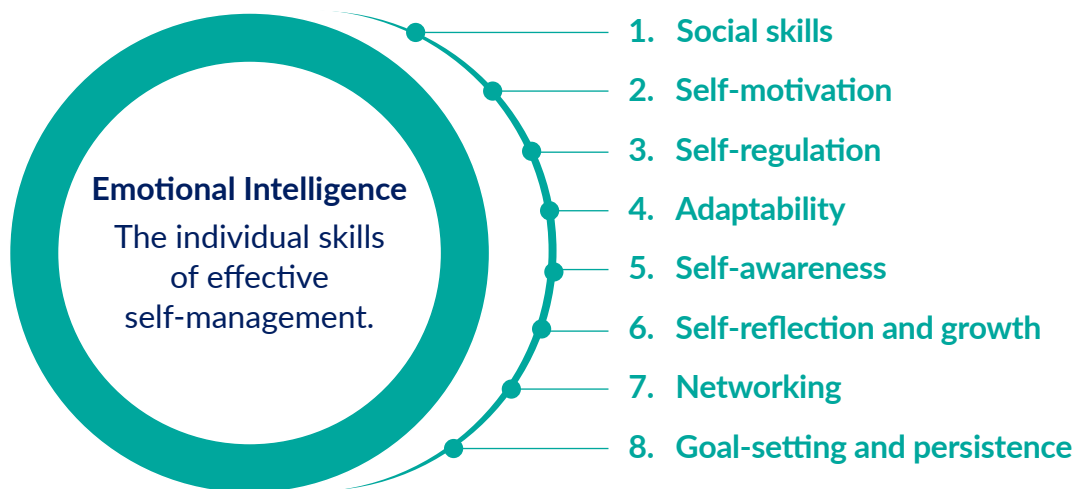 Emotional Intelligence
The individual skills
of effective
self-management.
1. Social skills
2. Self-motivation
3. Self-regulation
4. Adaptability
5. Self-awareness
6. Self-reflection and growth
7. Networking
8. Goal-setting and persistence